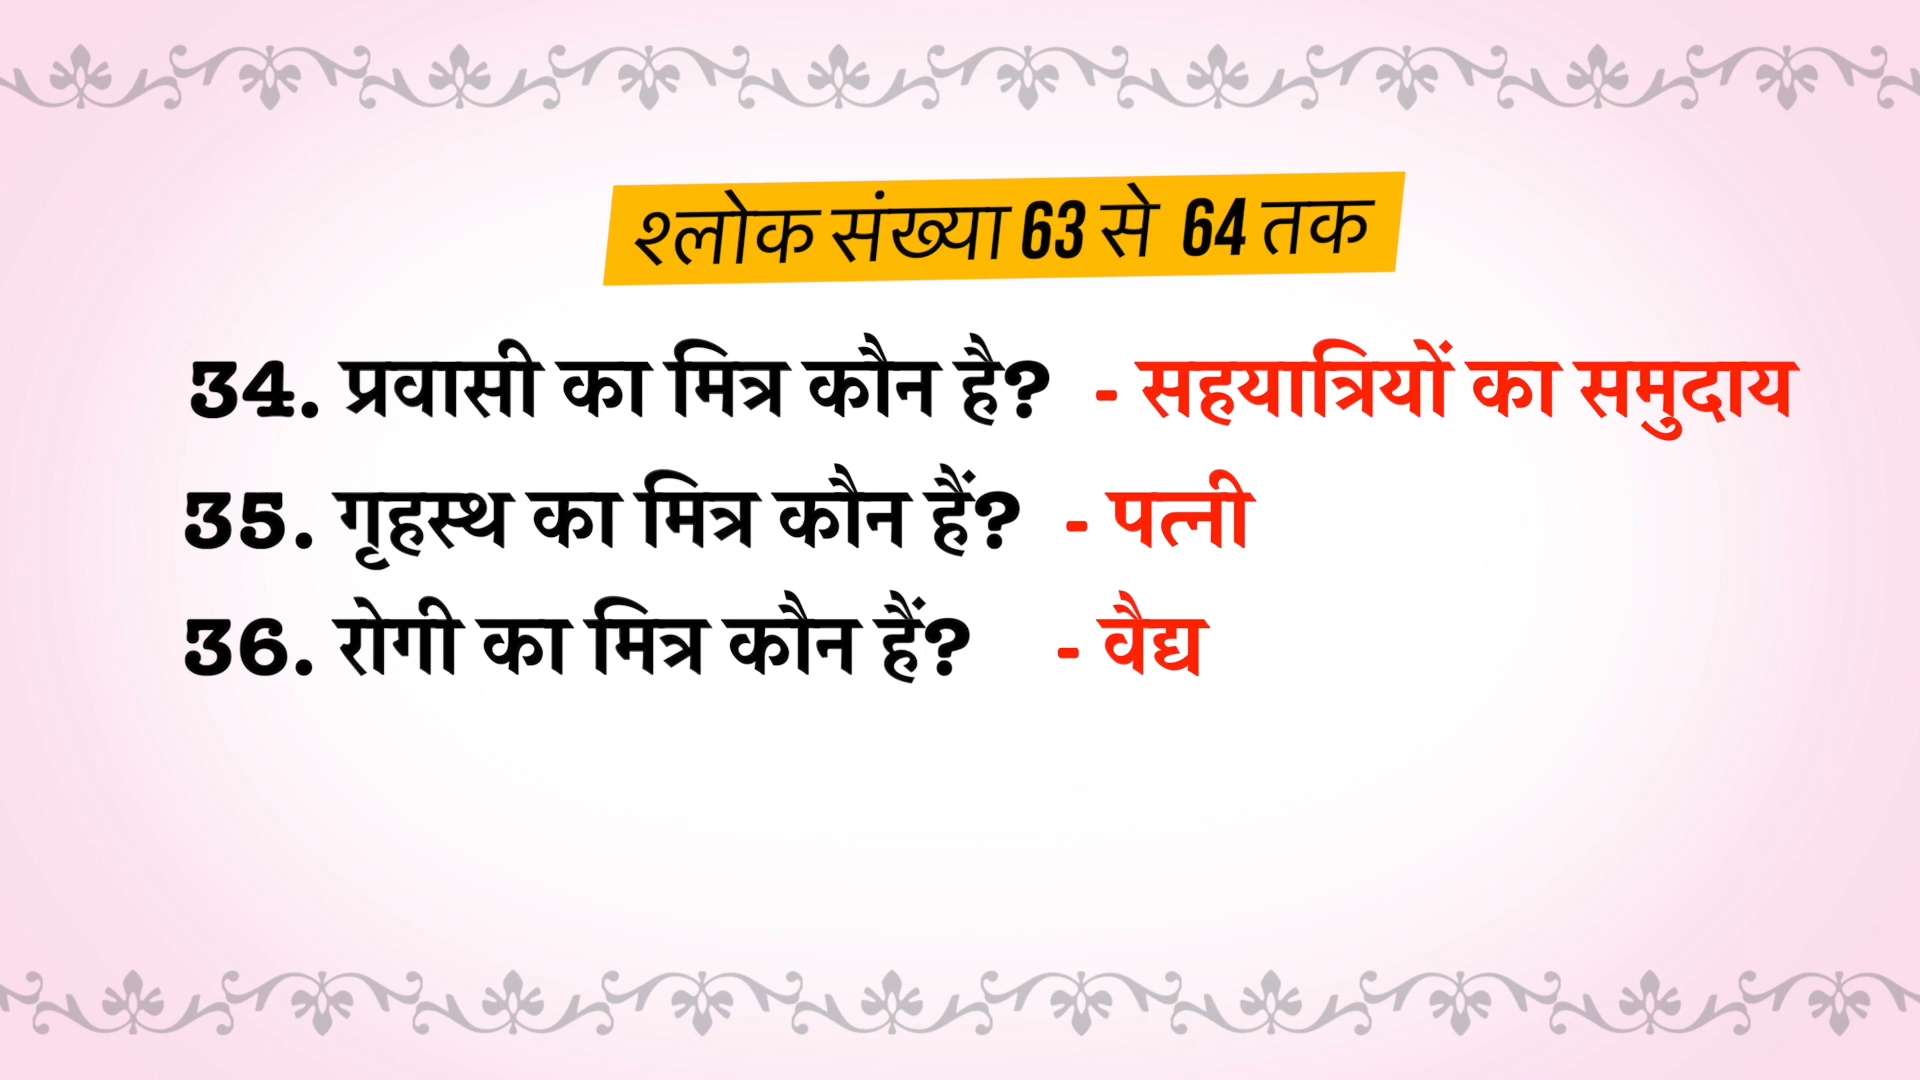 श्लोक संख्या 63 से 64 तक
34. प्रवासी का मित्र कौन है? - सहयात्रियों का समुदाय
35. गृहस्थ का मित्र कौन हैं? - पत्नी
36. रोगी का मित्र कौन हैं? - वैद्य